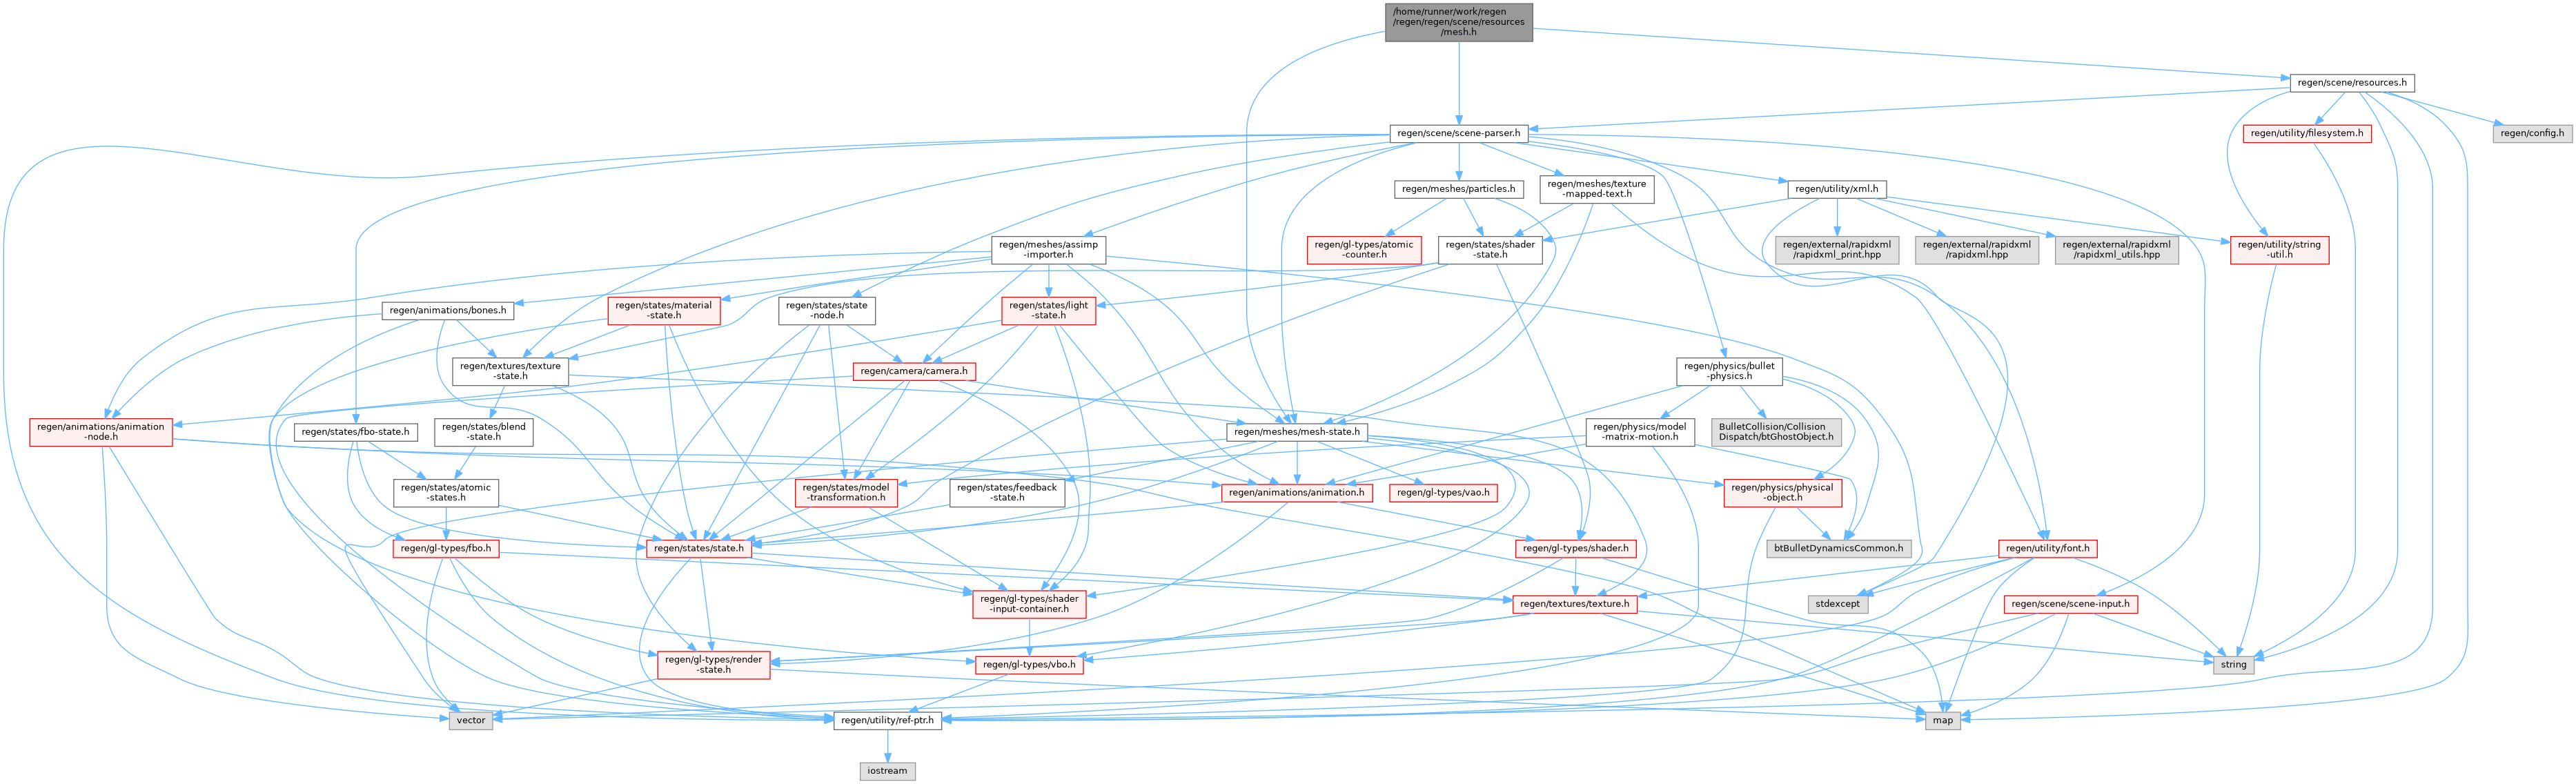 /home/runner/work/regen
/regen/regen/scene/resources
/mesh.h
regen/scene/resources.h
regen/scene/scene-parser.h
regen/utility/filesystem.h
regen/config.h
regen/meshes/particles.h
regen/meshes/texture
-mapped-text.h
regen/utility/xml.h
regen/meshes/assimp
-importer.h
regen/gl-types/atomic
-counter.h
regen/states/shader
-state.h
regen/external/rapidxml
/rapidxml_print.hpp
regen/external/rapidxml
/rapidxml.hpp
regen/external/rapidxml
/rapidxml_utils.hpp
regen/utility/string
-util.h
regen/animations/bones.h
regen/states/material
-state.h
regen/states/state
-node.h
regen/states/light
-state.h
regen/textures/texture
-state.h
regen/camera/camera.h
regen/physics/bullet
-physics.h
regen/animations/animation
-node.h
regen/states/fbo-state.h
regen/states/blend
-state.h
regen/meshes/mesh-state.h
regen/physics/model
-matrix-motion.h
BulletCollision/Collision
Dispatch/btGhostObject.h
regen/states/atomic
-states.h
regen/states/model
-transformation.h
regen/states/feedback
-state.h
regen/animations/animation.h
regen/gl-types/vao.h
regen/physics/physical
-object.h
regen/gl-types/fbo.h
regen/states/state.h
regen/gl-types/shader.h
btBulletDynamicsCommon.h
regen/utility/font.h
regen/gl-types/shader
-input-container.h
regen/textures/texture.h
stdexcept
regen/scene/scene-input.h
regen/gl-types/render
-state.h
regen/gl-types/vbo.h
string
vector
regen/utility/ref-ptr.h
map
iostream